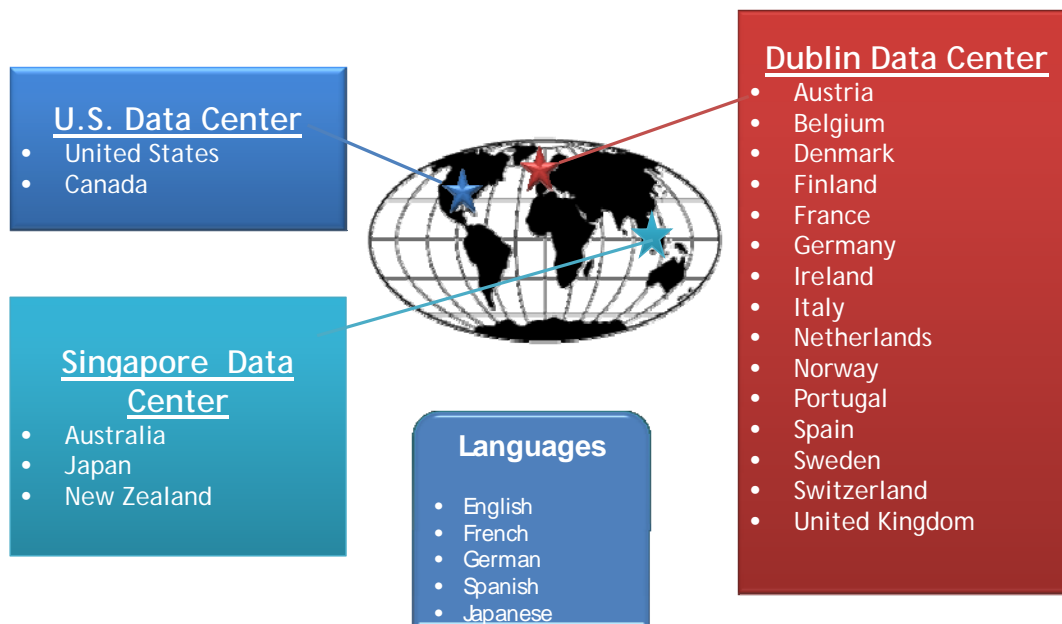 U.S. Data Center
• United States
• Canada
Singapore Data
Center
• Australia
• Japan
• New Zealand
Languages
• English
• French
• German
• Spanish
• Japanese
Dublin Data Center
• Austria
• Belgium
• Denmark
• Finland
• France
• Germany
• Ireland
• Italy
• Netherlands
• Norway
• Portugal
• Spain
• Sweden
• Switzerland
• United Kingdom